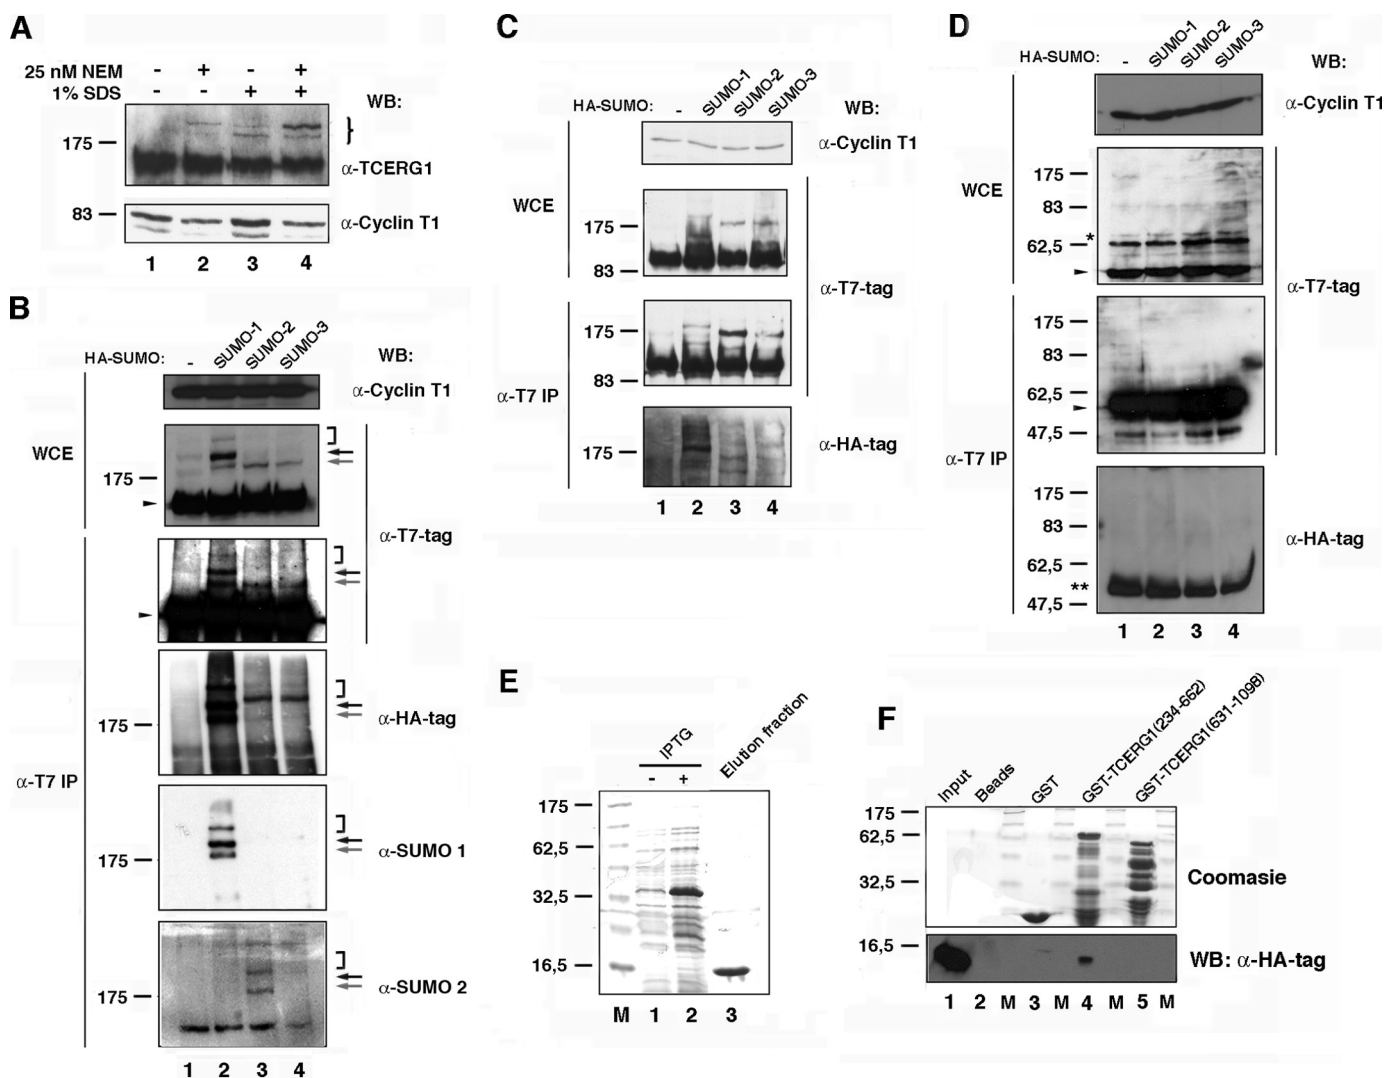 A
25 nM NEM - + - +
1% SDS - - + +
WB:
175
α-TCERG1
83
α-Cyclin T1
1 2 3 4
B
HA-SUMO: - SUMO-1 SUMO-2 SUMO-3
WB:
α-Cyclin T1
WCE
175
α-T7-tag
α-T7 IP
175
α-HA-tag
175
α-SUMO 1
175
α-SUMO 2
1 2 3 4
C
HA-SUMO: - SUMO-1 SUMO-2 SUMO-3
WB:
α-Cyclin T1
WCE
175
83
α-T7-tag
175
83
α-T7 IP
175
α-HA-tag
1 2 3 4
D
HA-SUMO: - SUMO-1 SUMO-2 SUMO-3
WB:
α-Cyclin T1
WCE
175
83
62,5 *
α-T7-tag
175
83
62,5
47,5
α-T7 IP
175
83
62,5
**
47,5
α-HA-tag
1 2 3 4
E
IPTG
- +
Elution fraction
175
62,5
32,5
16,5
M 1 2 3
F
Input
Beads
GST
GST-TCERG1(234-662)
GST-TCERG1(631-1098)
175
62,5
32,5
Coomasie
16,5
WB: α-HA-tag
1 2 M 3 M 4 M 5 M